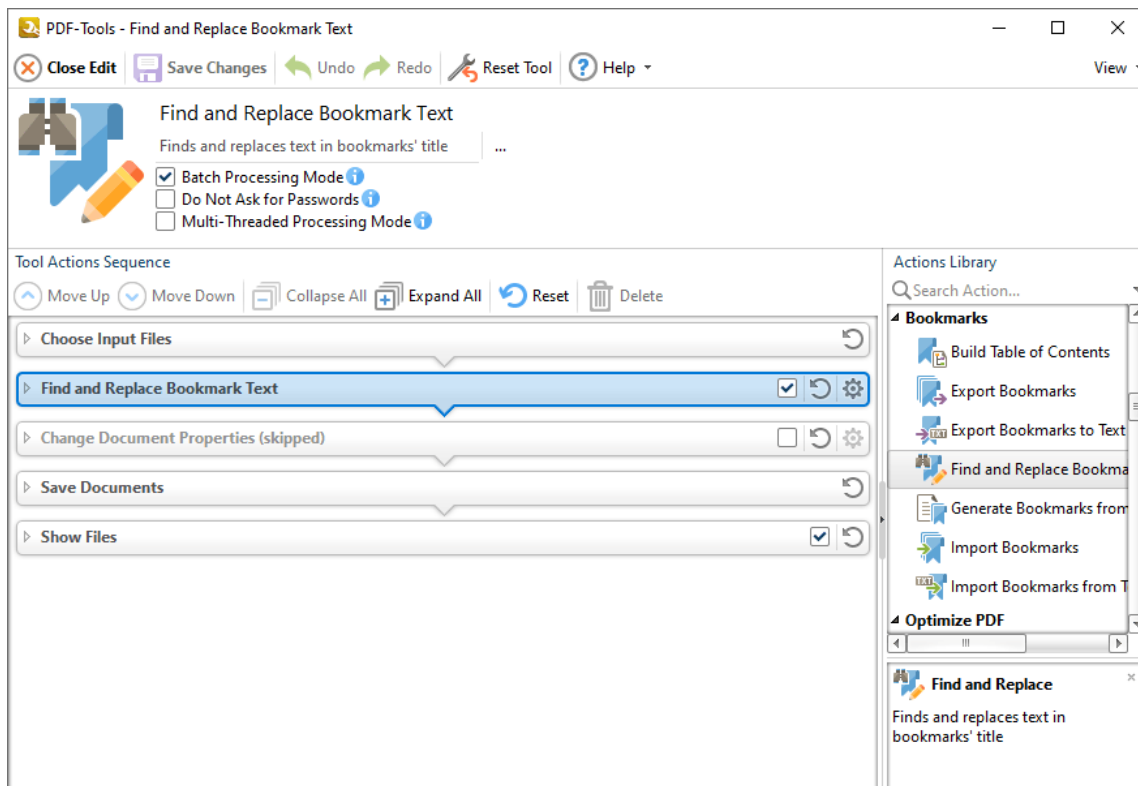 PDF-Tools - Find and Replace Bookmark Text
Close Edit Save Changes Undo Redo Reset Tool Help View
Find and Replace Bookmark Text
Finds and replaces text in bookmarks' title ...
Batch Processing Mode
Do Not Ask for Passwords
Multi-Threaded Processing Mode
Tool Actions Sequence
Move Up Move Down Collapse All Expand All Reset Delete
Choose Input Files
Find and Replace Bookmark Text
Change Document Properties (skipped)
Save Documents
Show Files
Actions Library
Search Action...
Bookmarks
Build Table of Contents
Export Bookmarks
Export Bookmarks to Text
TXT
Find and Replace Bookma
Generate Bookmarks from
Import Bookmarks
Import Bookmarks from T
TXT
Optimize PDF
Find and Replace
Finds and replaces text in
bookmarks' title